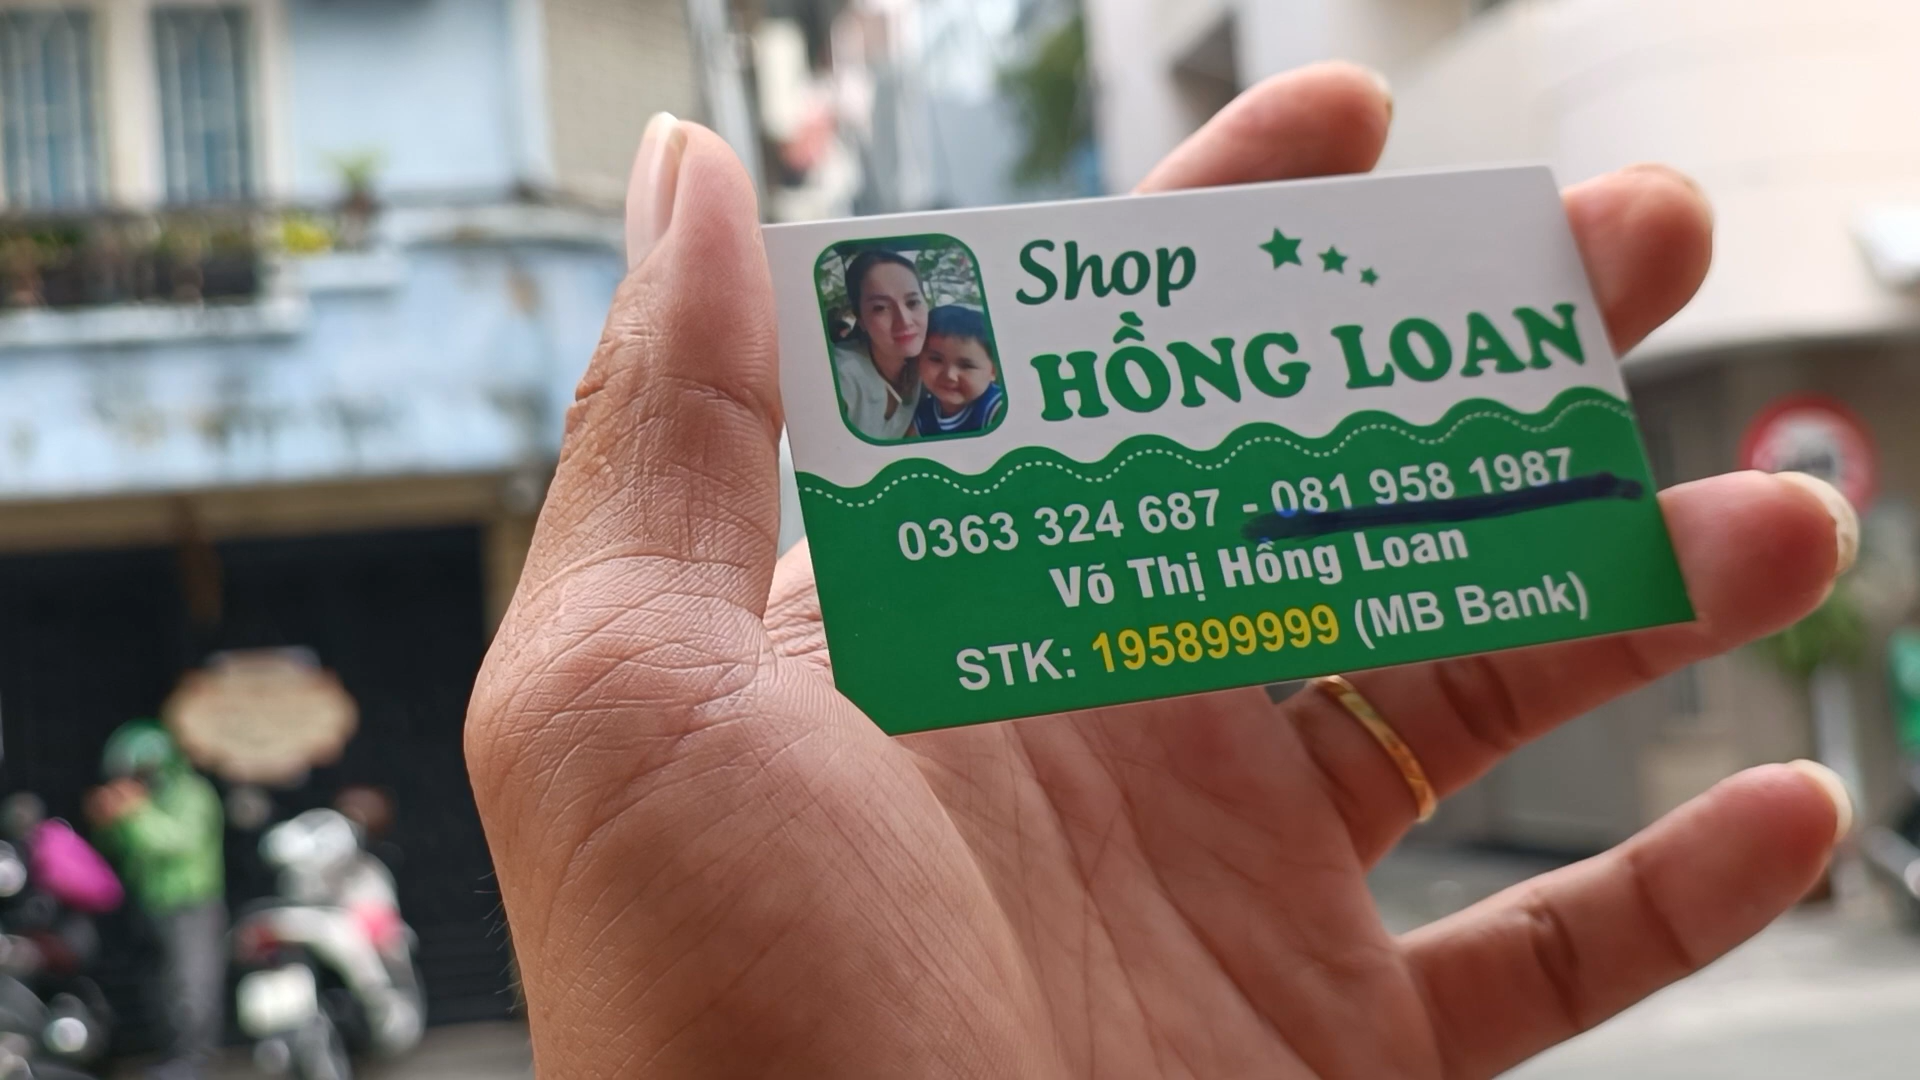 Shop
HỒNG LOAN
0363 324 687 - 081 958 1987
Võ Thị Hồng Loan
STK: 195899999 (MB Bank)